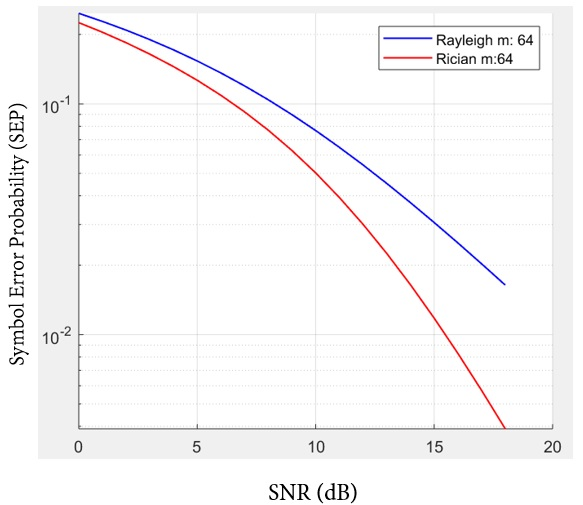 Rayleigh m: 64
Rician m:64
Symbol Error Probability (SEP)
10-1
10-2
0 5 10 15 20
SNR (dB)